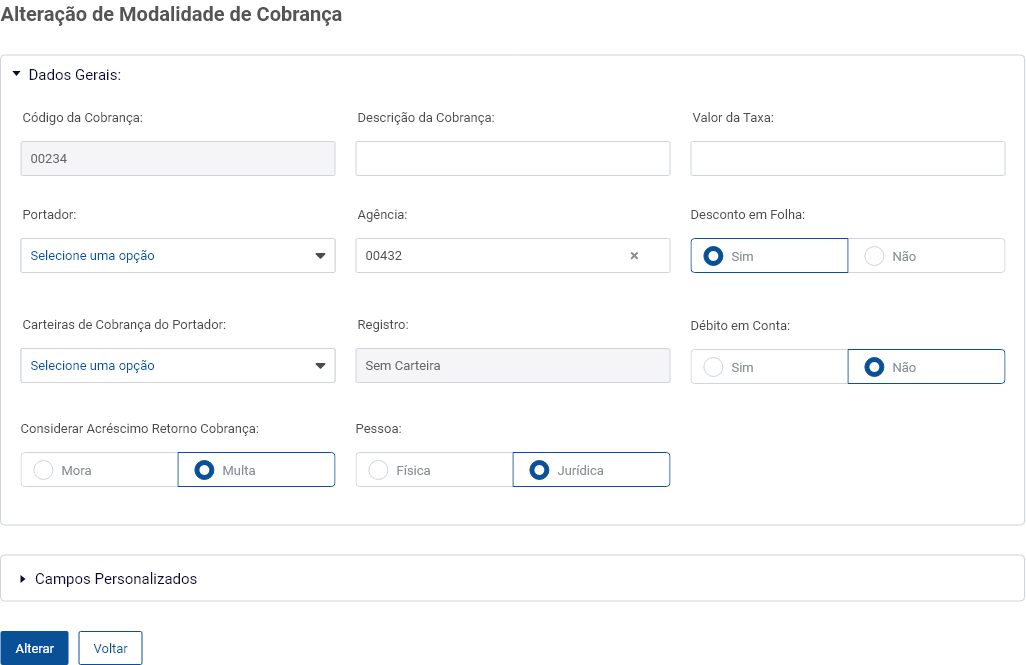 Alteração de Modalidade de Cobrança
Dados Gerais:
Código da Cobrança: Descrição da Cobrança: Valor da Taxa:
00234
Portador: Agência: Desconto em Folha:
Selecione uma opção 00432 × Sim Não
Carteiras de Cobrança do Portador: Registro: Débito em Conta:
Selecione uma opção Sem Carteira Sim Não
Considerar Acréscimo Retorno Cobrança: Pessoa:
Mora Multa Física Jurídica
Campos Personalizados
Alterar Voltar